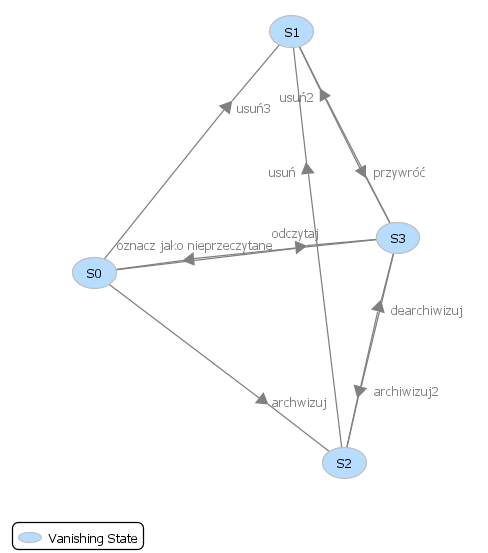 S1
usuń2
usuń3
usuń
przywróć
odczytaj
S3
oznacz jako nieprzeczytane
S0
dearchiwizuj
archiwizuj2
archwizuj
S2
Vanishing State